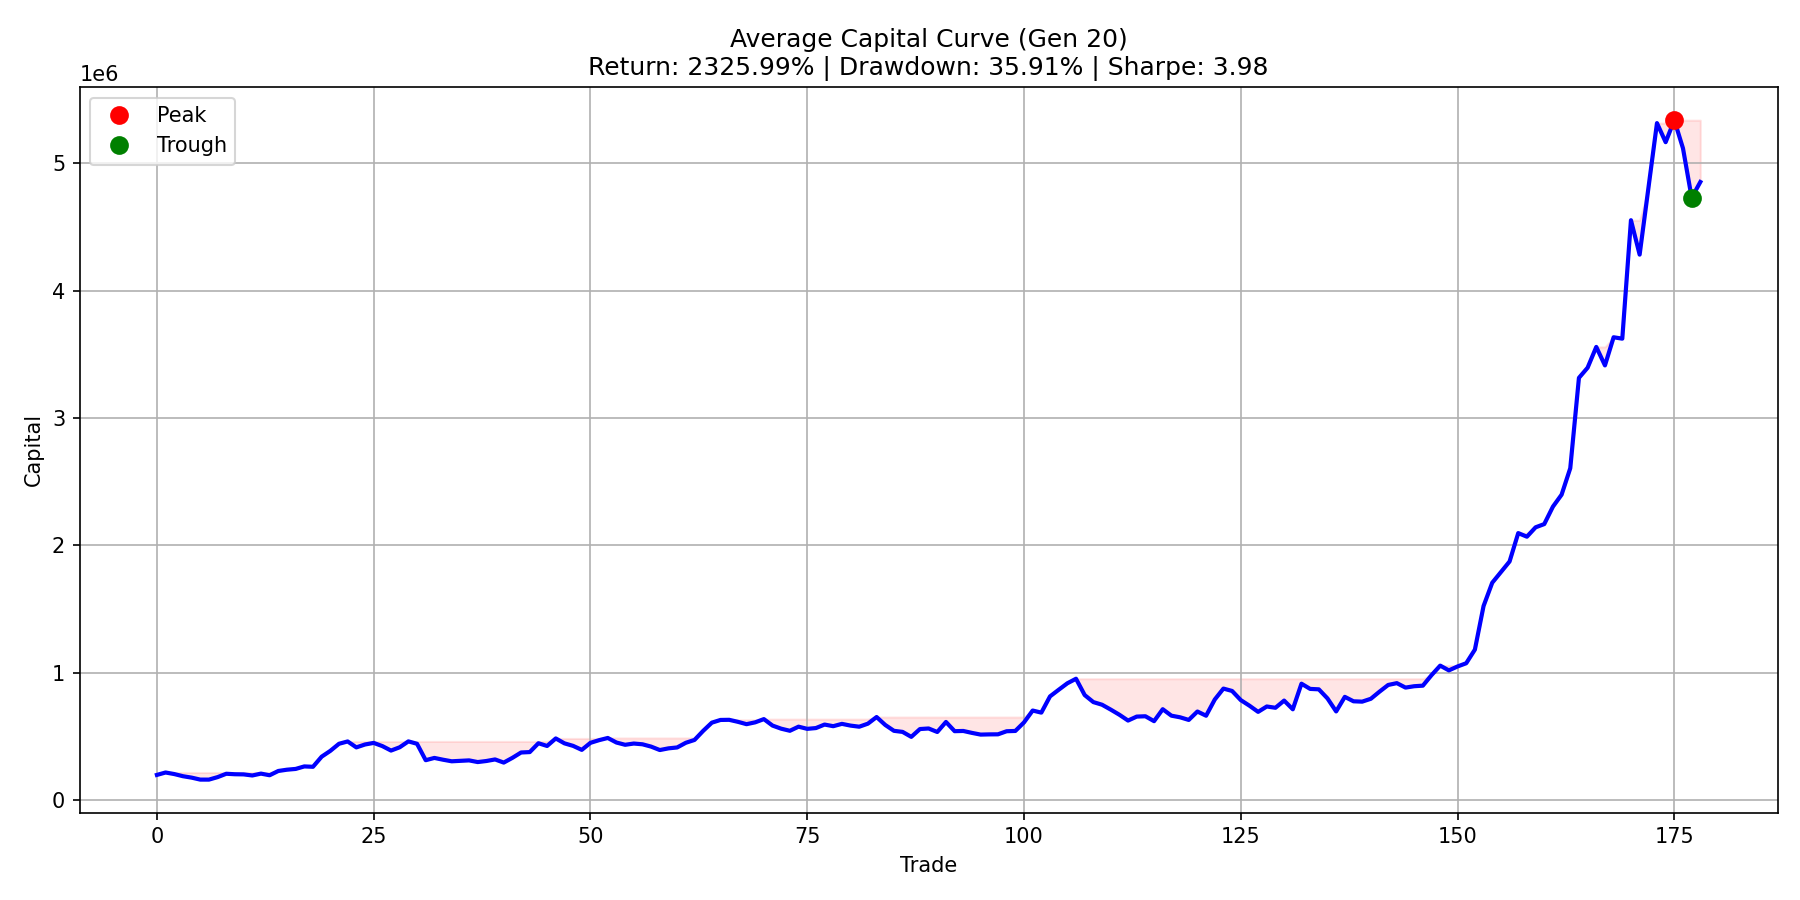 Average Capital Curve (Gen 20)
Return: 2325.99% | Drawdown: 35.91% | Sharpe: 3.98
1e6
Peak
Trough
5
4
3
2
1
0
Capital
0 25 50 75 100 125 150 175
Trade